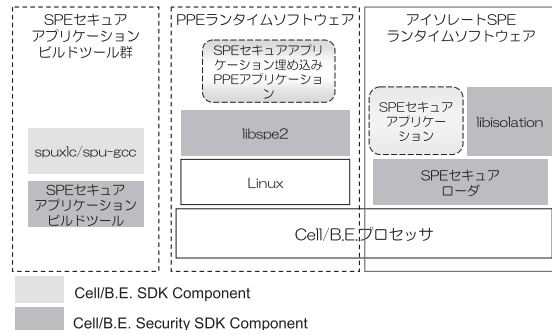 SPEセキュア
アプリケーション
ビルドツール群
spuxlc/spu-gcc
SPEセキュア
アプリケーション
ビルドツール
PPEランタイムソフトウェア
SPEセキュアアプリ
ケーション埋め込み
PPEアプリケーショ
ン
libspe2
Linux
アイソレートSPE
ランタイムソフトウェア
SPEセキュア
アプリケー
ション
libisolation
SPEセキュア
ローダ
Cell/B.E.プロセッサ
Cell/B.E. SDK Component
Cell/B.E. Security SDK Component